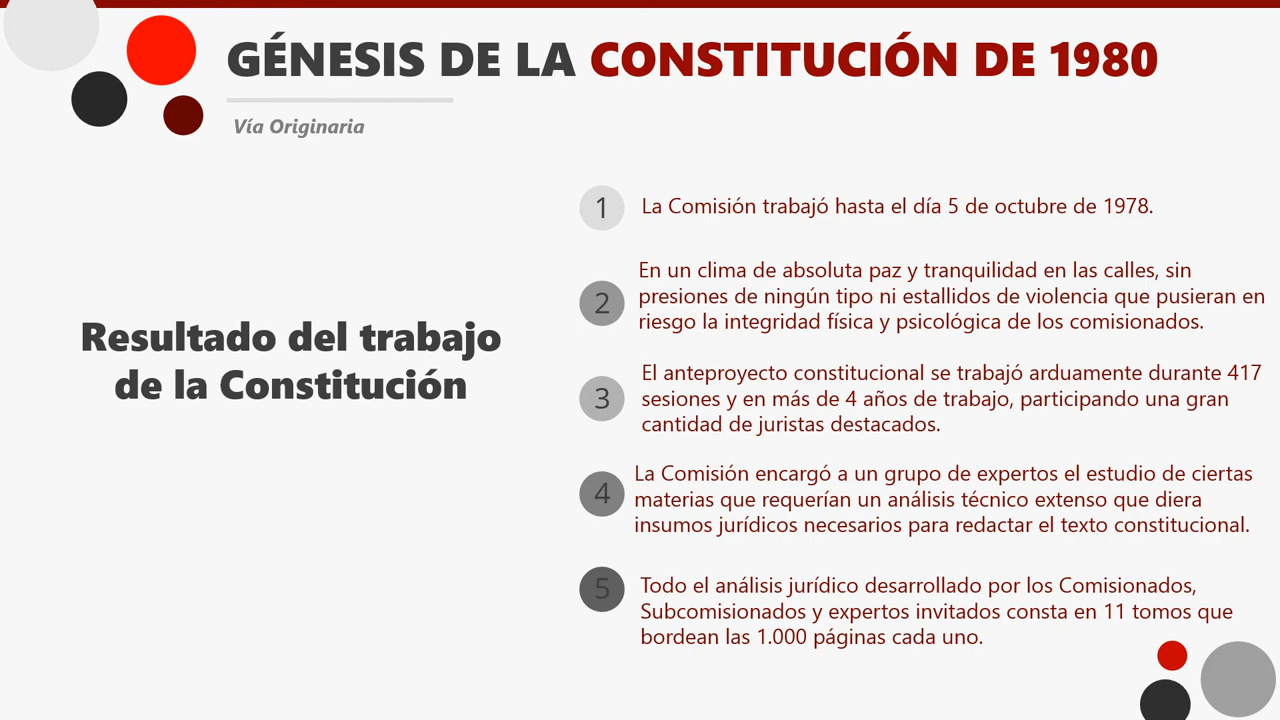 GÉNESIS DE LA CONSTITUCIÓN DE 1980
Vía Originaria
Resultado del trabajo
de la Constitución
1 La Comisión trabajó hasta el día 5 de octubre de 1978.
2 En un clima de absoluta paz y tranquilidad en las calles, sin
presiones de ningún tipo ni estallidos de violencia que pusieran en
riesgo la integridad física y psicológica de los comisionados.
3 El anteproyecto constitucional se trabajó arduamente durante 417
sesiones y en más de 4 años de trabajo, participando una gran
cantidad de juristas destacados.
4 La Comisión encargó a un grupo de expertos el estudio de ciertas
materias que requerían un análisis técnico extenso que diera
insumos jurídicos necesarios para redactar el texto constitucional.
5 Todo el análisis jurídico desarrollado por los Comisionados,
Subcomisionados y expertos invitados consta en 11 tomos que
bordean las 1.000 páginas cada uno.